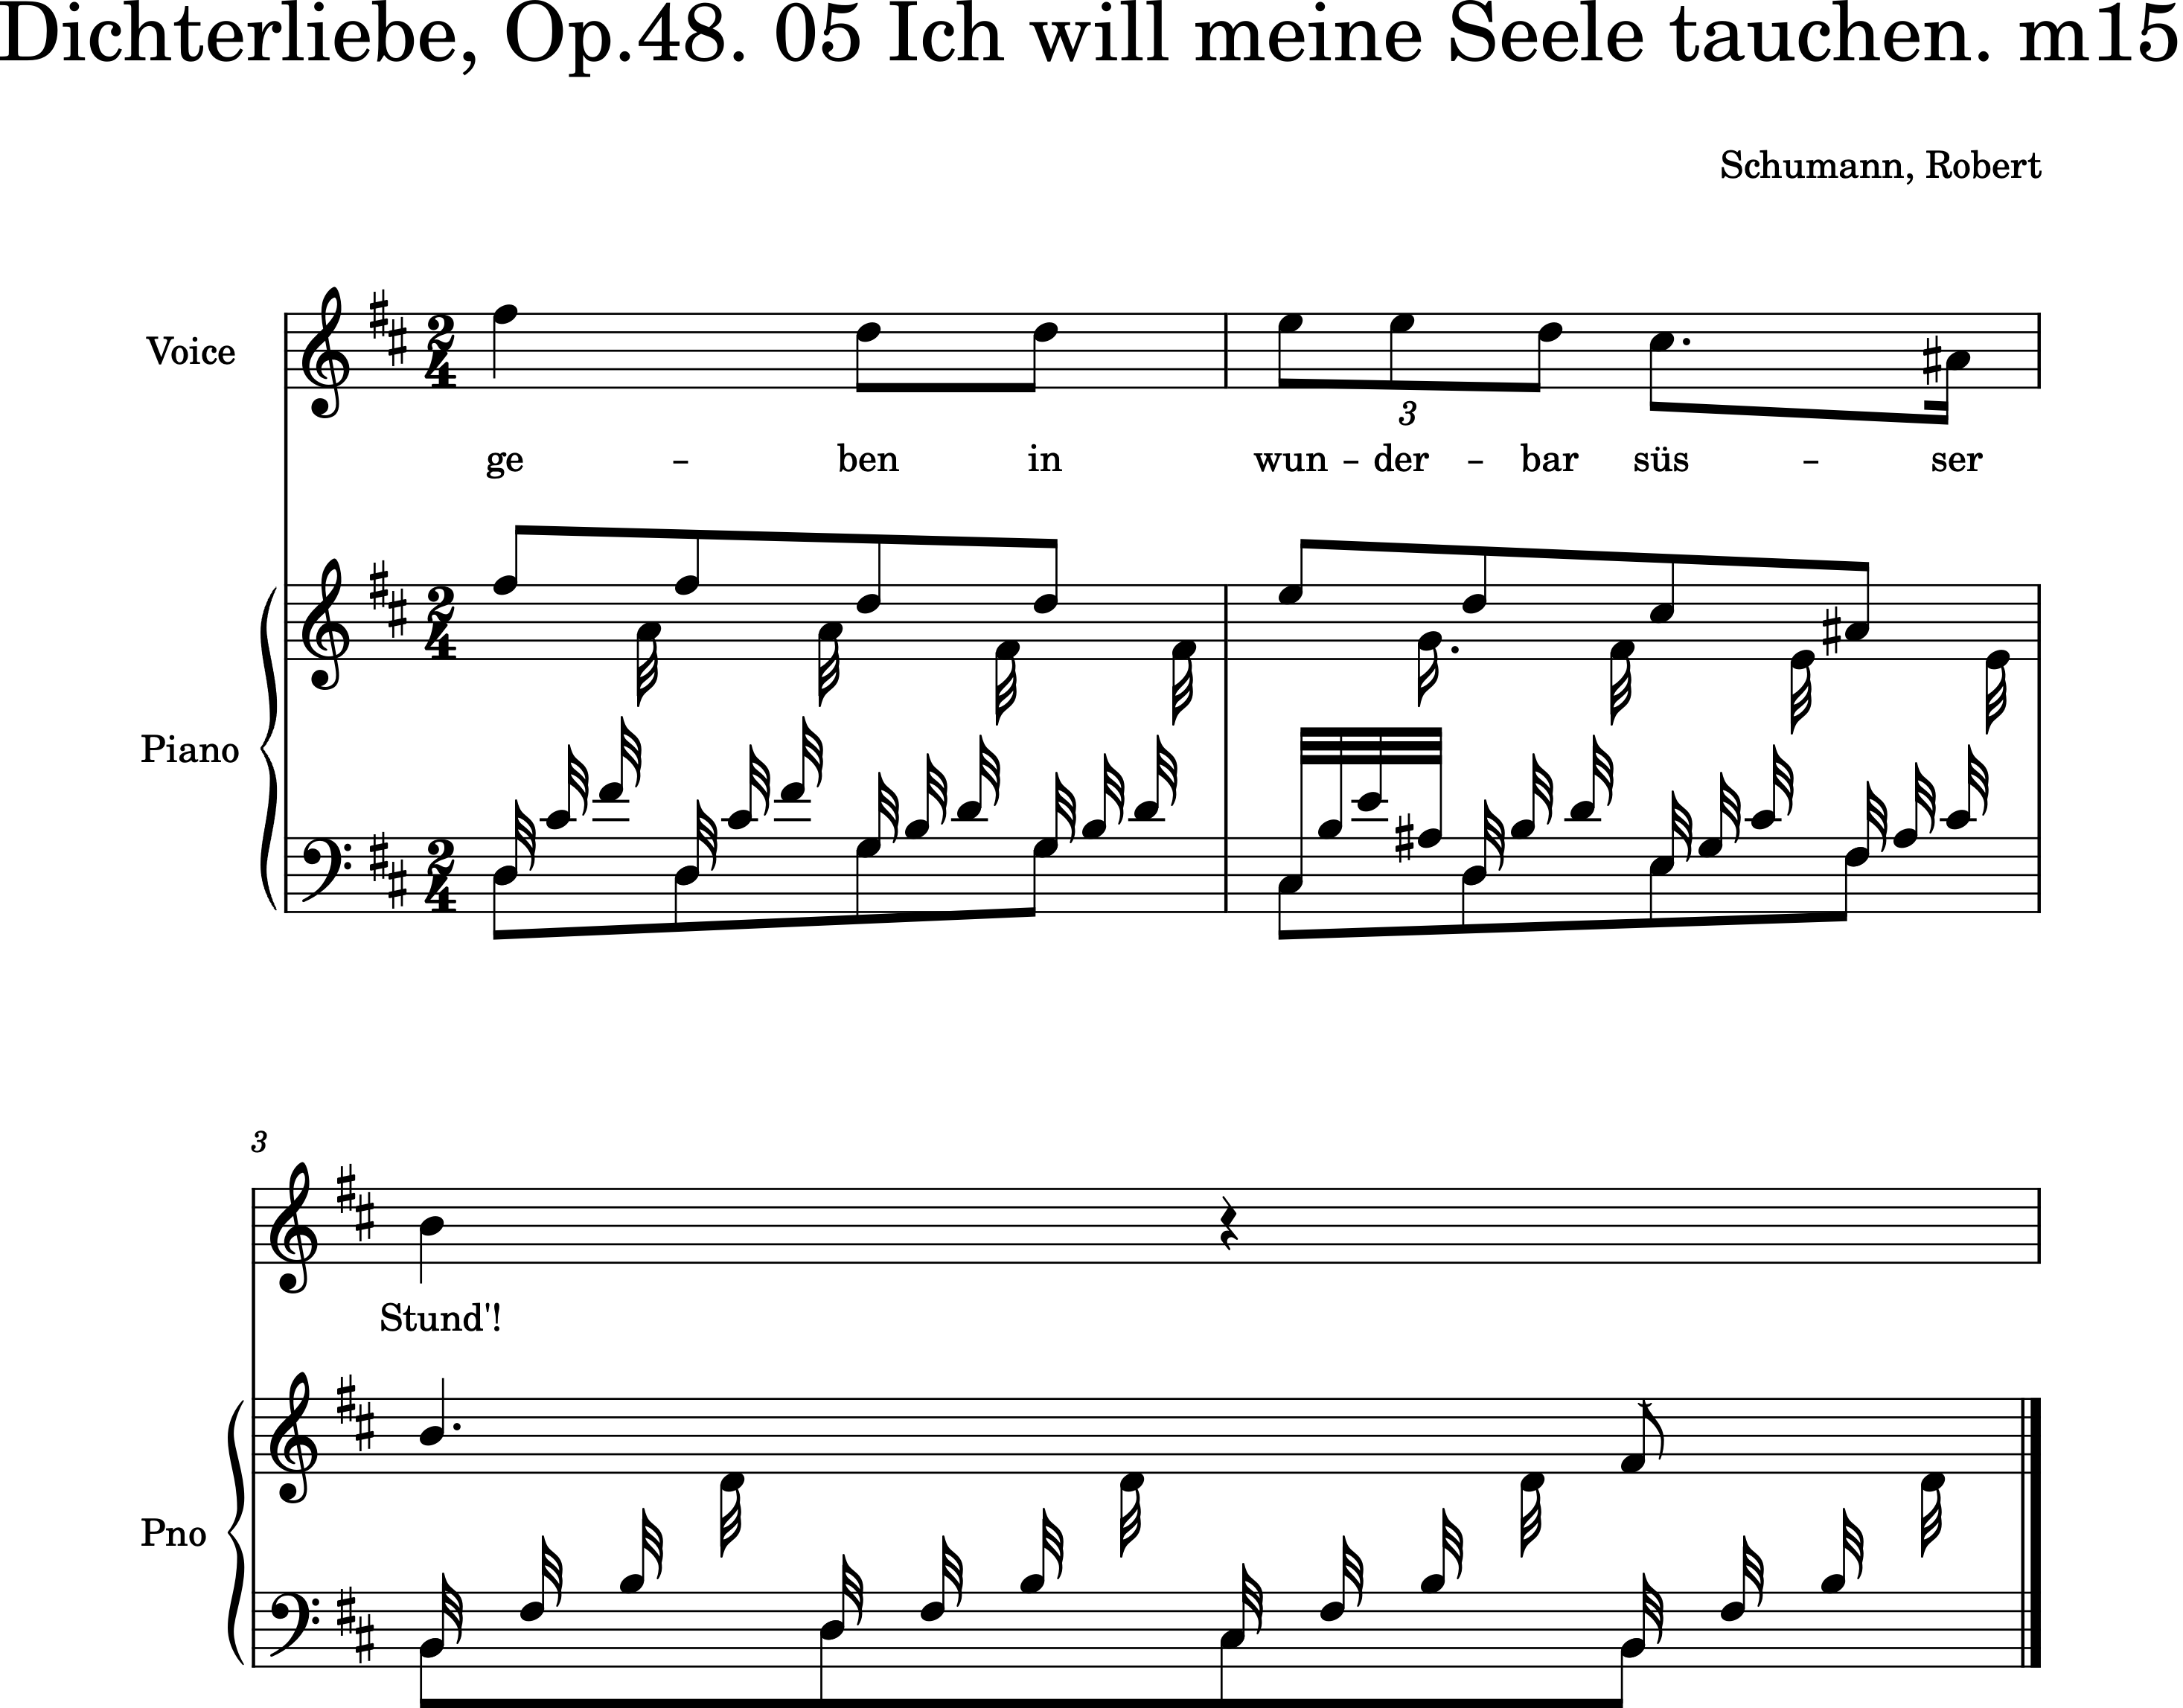 Dichterliebe, Op.48. 05 Ich will meine Seele tauchen. m15
Schumann, Robert
Voice
3
ge – ben in wun – der – bar süs – ser
Piano
3
Stund'!
Pno